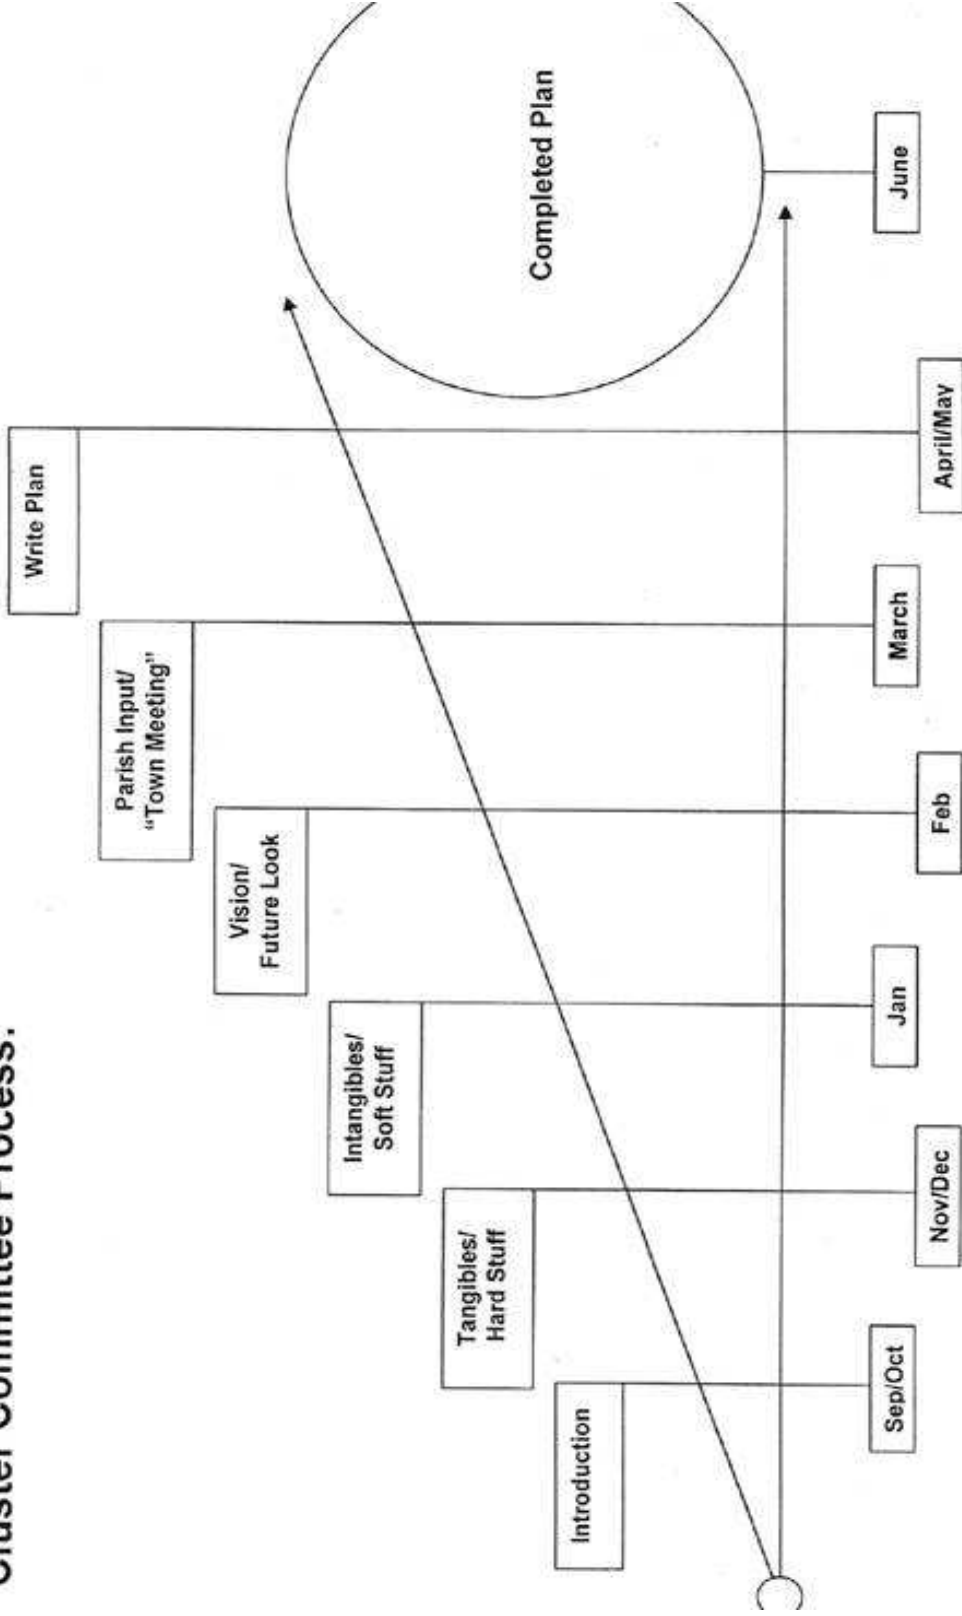 Cluster Committee Process:
Write Plan
Parish Input/
“Town Meeting”
Vision/
Future Look
Intangibles/
Soft Stuff
Tangibles/
Hard Stuff
Introduction
Completed Plan
Sep/Oct
Nov/Dec
Jan
Feb
March
April/May
June